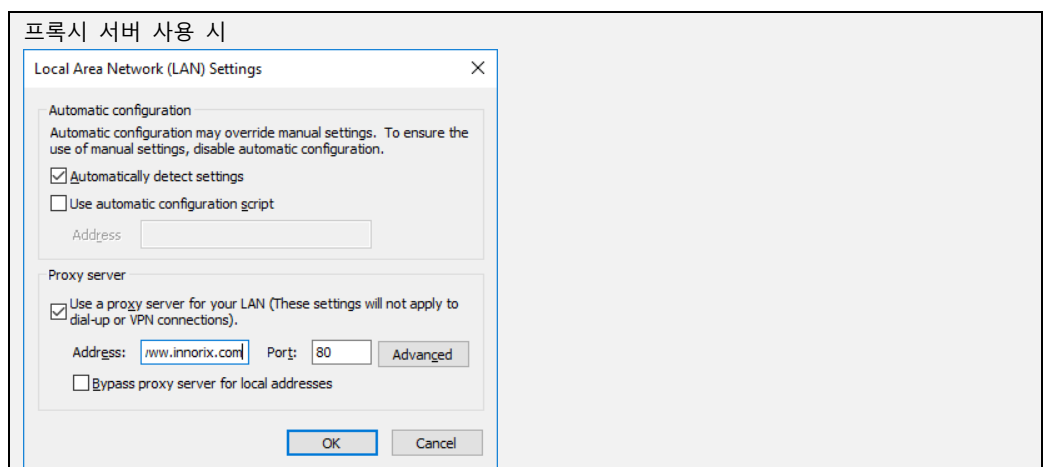 프록시 서버 사용 시
Local Area Network (LAN) Settings
Automatic configuration
Automatic configuration may override manual settings. To ensure the
use of manual settings, disable automatic configuration.
Automatically detect settings
Use automatic configuration script
Address
Proxy server
Use a proxy server for your LAN (These settings will not apply to
dial-up or VPN connections).
Address: www.innorix.com Port: 80 Advanced
Bypass proxy server for local addresses
OK Cancel